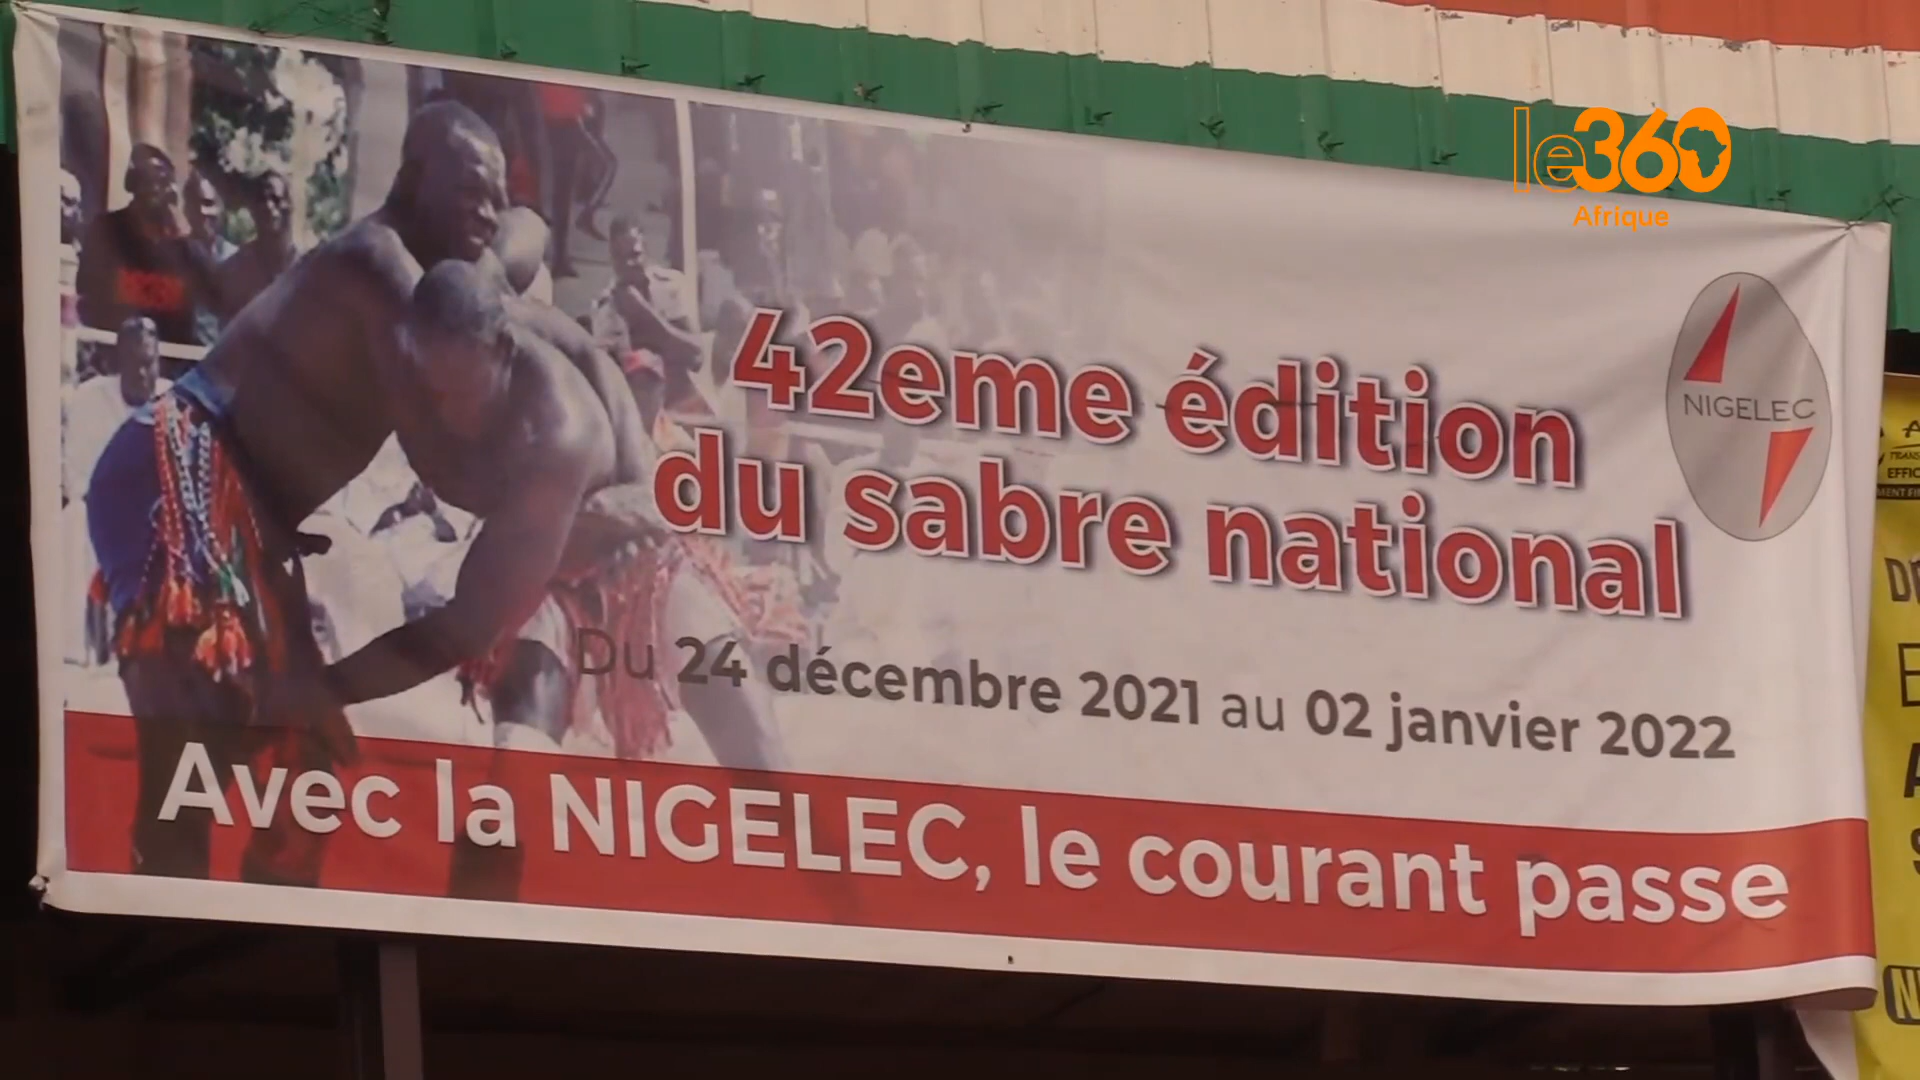 le360
Afrique
42eme édition
du sabre national
NIGELEC
Du 24 décembre 2021 au 02 janvier 2022
Avec la NIGELEC, le courant passe